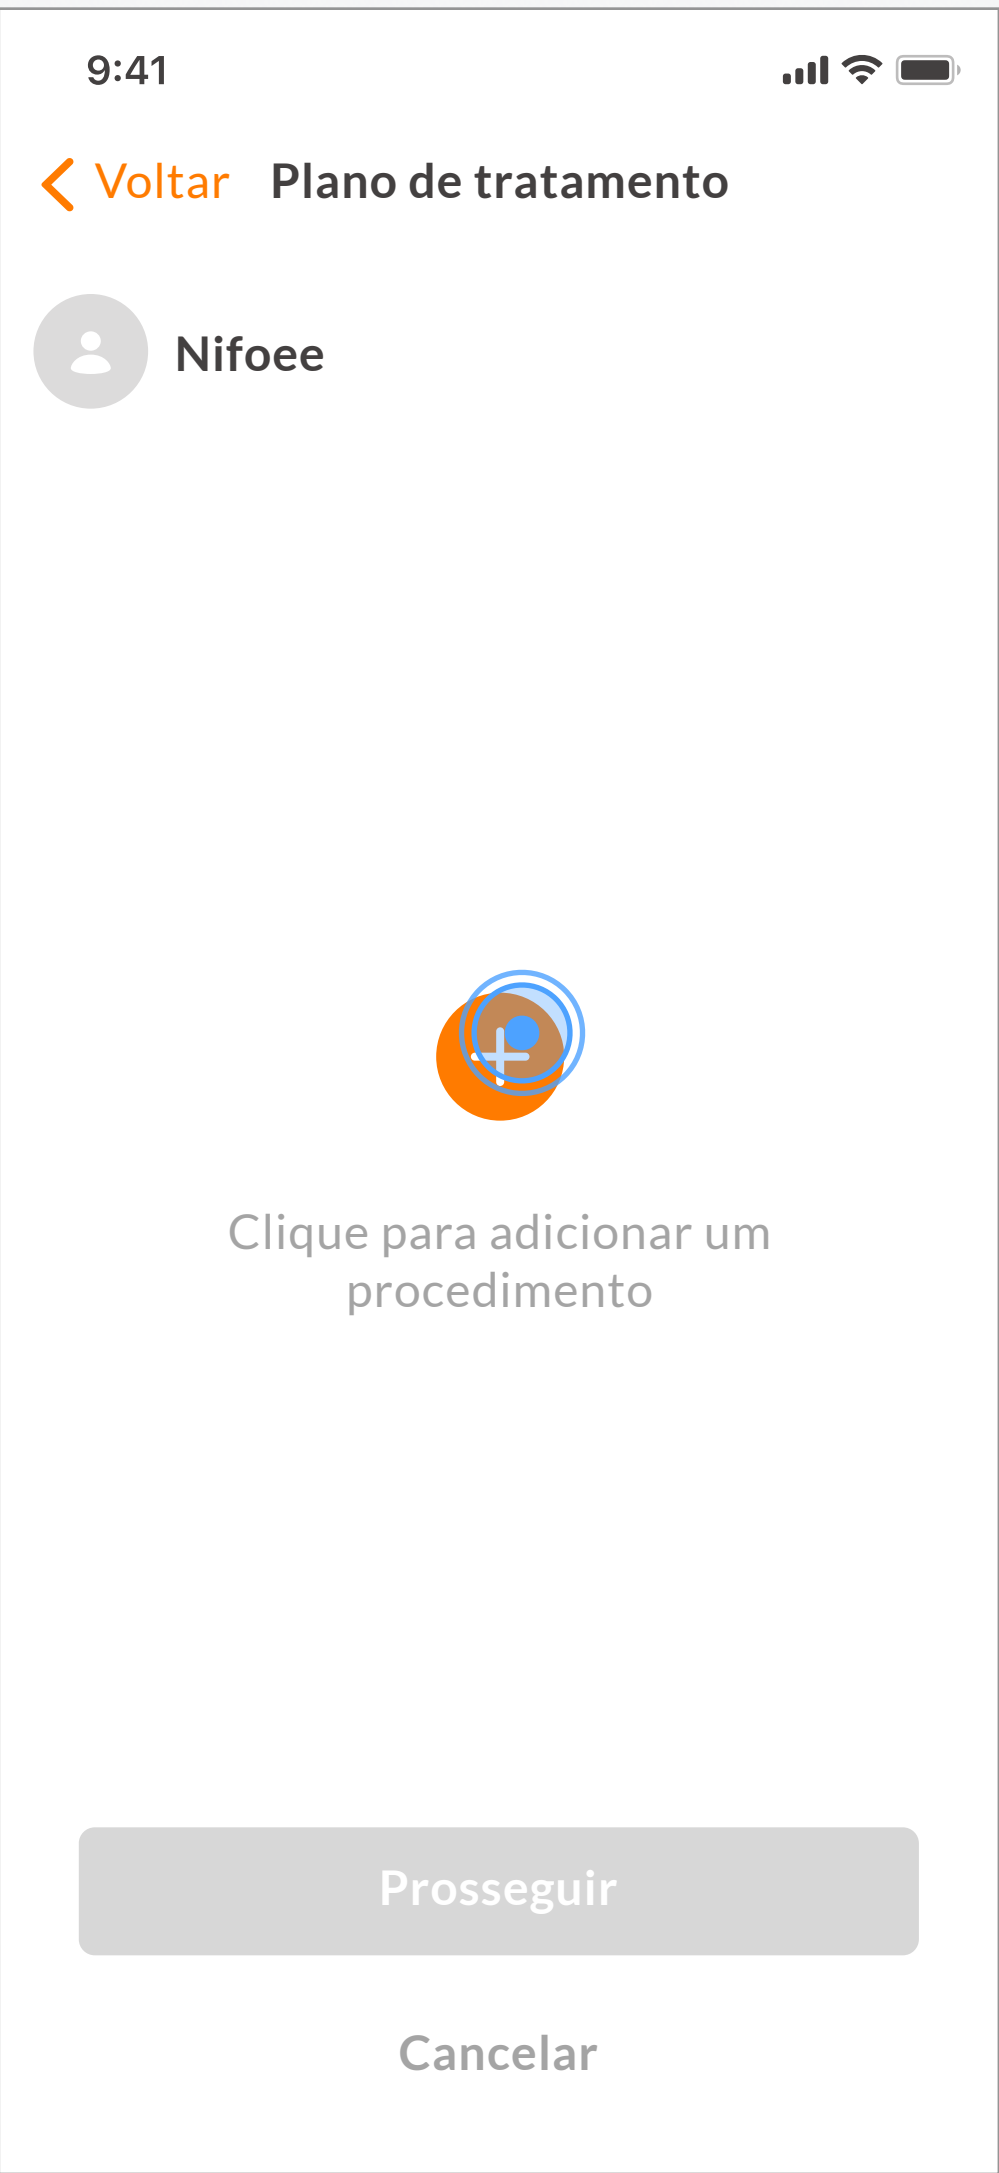 9:41
Voltar Plano de tratamento
Nifoee
Clique para adicionar um
procedimento
Prosseguir
Cancelar